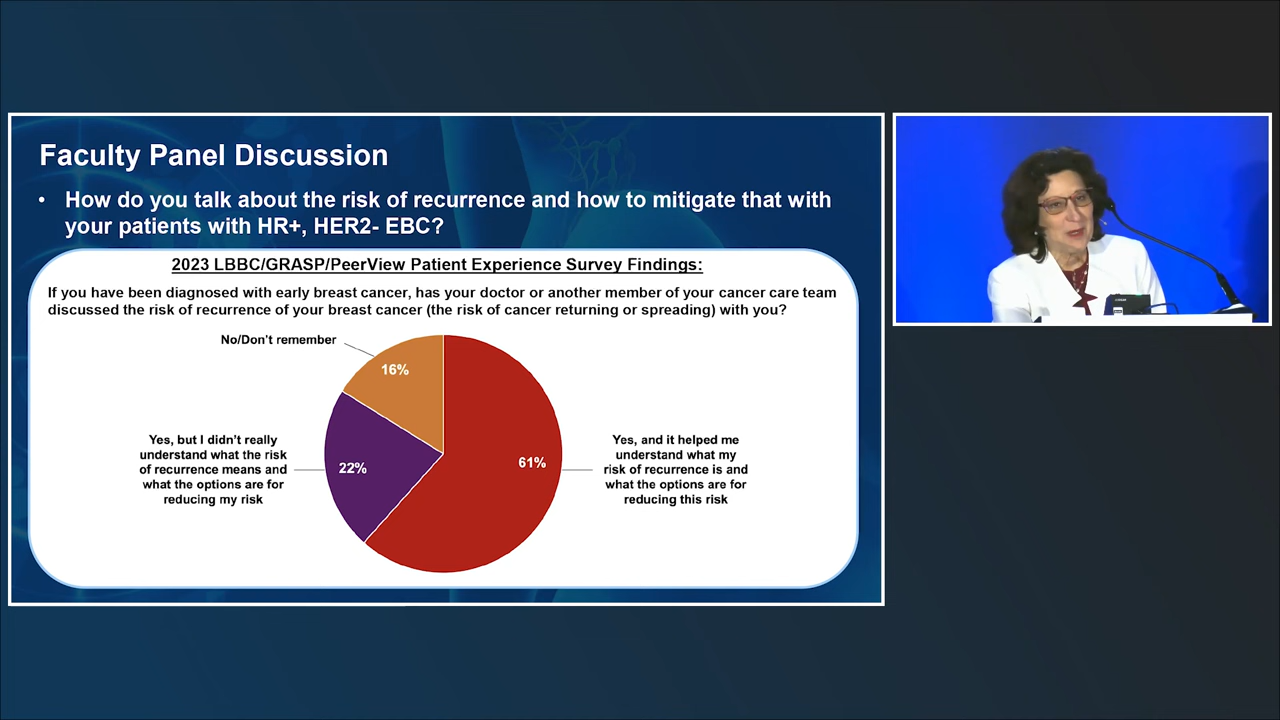 Faculty Panel Discussion
• How do you talk about the risk of recurrence and how to mitigate that with
your patients with HR+, HER2- EBC?
2023 LBBC/GRASP/PeerView Patient Experience Survey Findings:
If you have been diagnosed with early breast cancer, has your doctor or another member of your cancer care team
discussed the risk of recurrence of your breast cancer (the risk of cancer returning or spreading) with you?
No/Don't remember
16%
Yes, but I didn't really
understand what the risk
of recurrence means and
what the options are for
reducing my risk
22%
61%
Yes, and it helped me
understand what my
risk of recurrence is and
what the options are for
reducing this risk